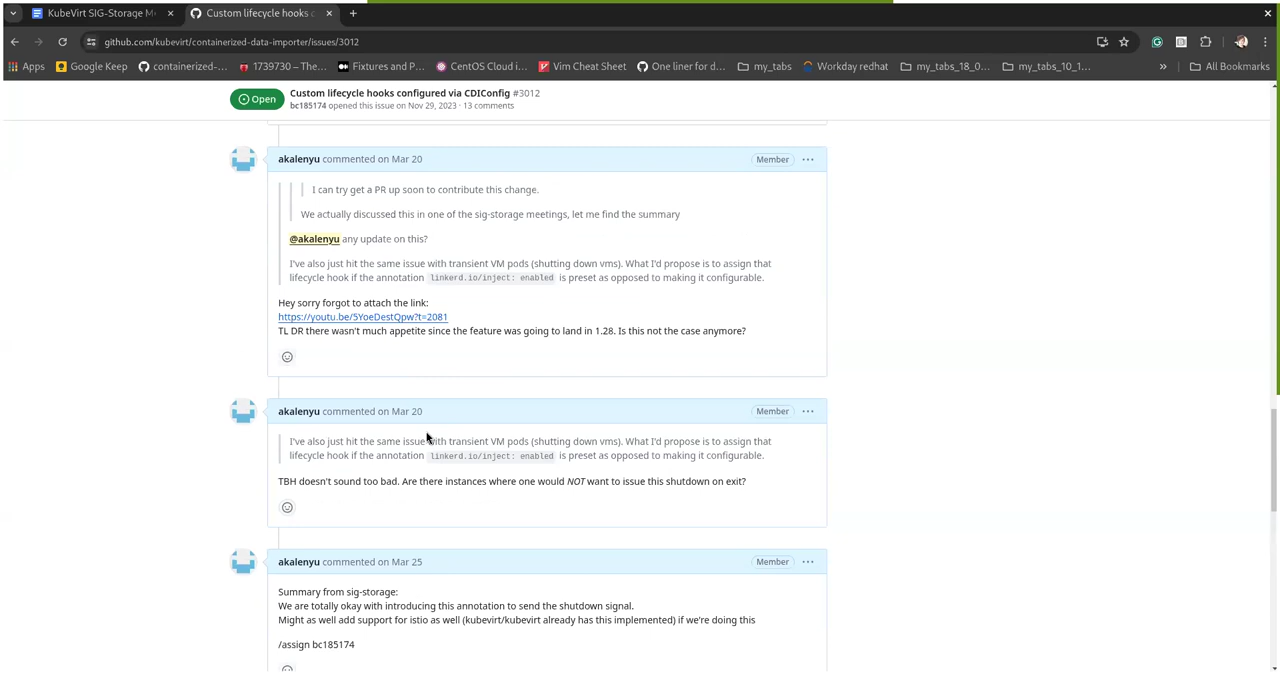 KubeVirt SIG-Storage M
Custom lifecycle hooks c
github.com/kubevirt/containerized-data-importer/issues/3012
Apps
Google Keep
containerized-...
1739730 – The...
Fixtures and P...
CentOS Cloud i...
Vim Cheat Sheet
One liner for d...
my_tabs
Workday redhat
my_tabs_18_0...
my_tabs_10_1...
»
All Bookmarks
Open
Custom lifecycle hooks configured via CDIConfig #3012
bc185174 opened this issue on Nov 29, 2023 · 13 comments
akalenyu commented on Mar 20
Member
I can try get a PR up soon to contribute this change.
We actually discussed this in one of the sig-storage meetings, let me find the summary
@akalenyu any update on this?
I've also just hit the same issue with transient VM pods (shutting down vms). What I'd propose is to assign that
lifecycle hook if the annotation linkerd.io/inject: enabled is preset as opposed to making it configurable.
Hey sorry forgot to attach the link:
https://youtu.be/5YoeDestQpw?t=2081
TL DR there wasn't much appetite since the feature was going to land in 1.28. Is this not the case anymore?
akalenyu commented on Mar 20
Member
I've also just hit the same issue with transient VM pods (shutting down vms). What I'd propose is to assign that
lifecycle hook if the annotation linkerd.io/inject: enabled is preset as opposed to making it configurable.
TBH doesn't sound too bad. Are there instances where one would NOT want to issue this shutdown on exit?
akalenyu commented on Mar 25
Member
Summary from sig-storage:
We are totally okay with introducing this annotation to send the shutdown signal.
Might as well add support for istio as well (kubevirt/kubevirt already has this implemented) if we're doing this
/assign bc185174